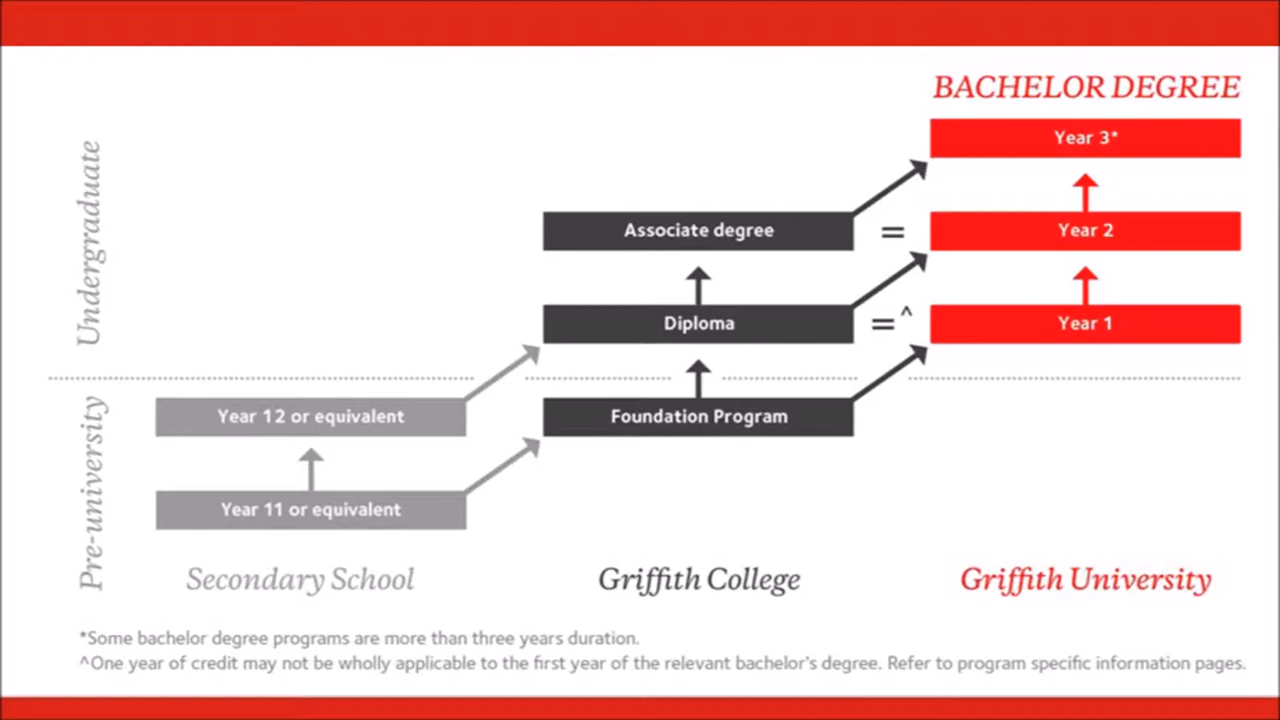 BACHELOR DEGREE
Year 3*
Undergraduate
Associate degree
=
Year 2
Diploma
=^
Year 1
Pre-university
Year 12 or equivalent
Foundation Program
Year 11 or equivalent
Secondary School
Griffith College
Griffith University
*Some bachelor degree programs are more than three years duration.
^One year of credit may not be wholly applicable to the first year of the relevant bachelor's degree. Refer to program specific information pages.